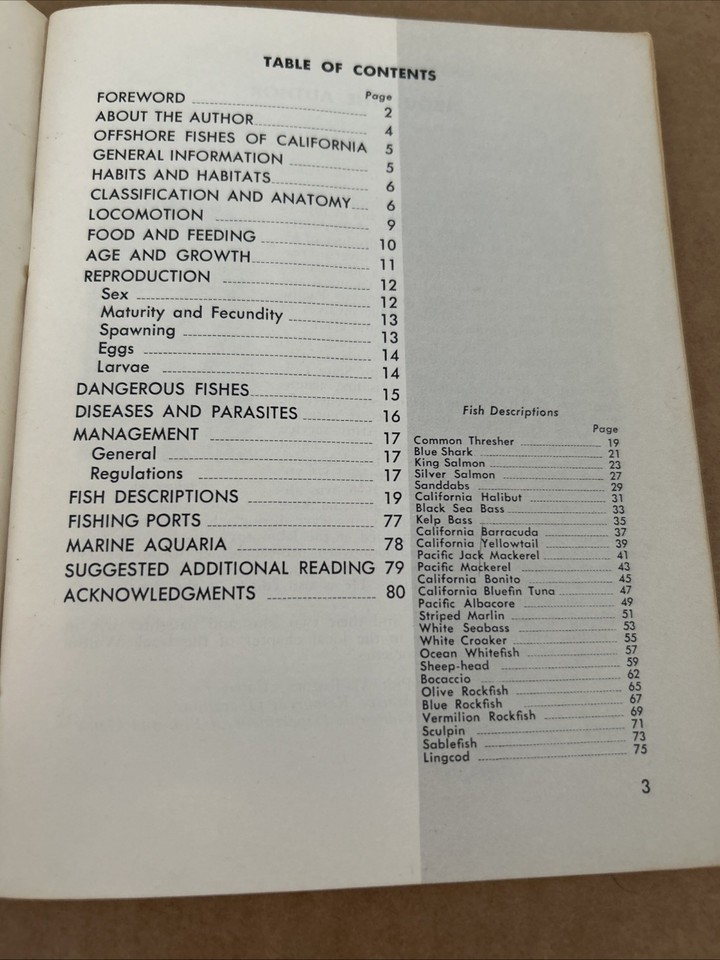 TABLE OF CONTENTS
Page
FOREWORD 2
ABOUT THE AUTHOR 4
OFFSHORE FISHES OF CALIFORNIA 5
GENERAL INFORMATION 5
HABITS AND HABITATS 6
CLASSIFICATION AND ANATOMY 6
LOCOMOTION 9
FOOD AND FEEDING 10
AGE AND GROWTH 11
REPRODUCTION 12
Sex 12
Maturity and Fecundity 13
Spawning 13
Eggs 14
Larvae 14
DANGEROUS FISHES 15
DISEASES AND PARASITES 16
MANAGEMENT 17
General 17
Regulations 17
FISH DESCRIPTIONS 19
FISHING PORTS 77
MARINE AQUARIA 78
SUGGESTED ADDITIONAL READING 79
ACKNOWLEDGMENTS 80
Fish Descriptions
Page
Common Thresher 19
Blue Shark 21
King Salmon 23
Silver Salmon 27
Sanddabs 29
California Halibut 31
Black Sea Bass 33
Kelp Bass 35
California Barracuda 37
California Yellowtail 39
Pacific Jack Mackerel 41
Pacific Mackerel 43
California Bonito 45
California Bluefin Tuna 47
Pacific Albacore 49
Striped Marlin 51
White Seabass 53
White Croaker 55
Ocean Whitefish 57
Sheep-head 59
Bocaccio 62
Olive Rockfish 65
Blue Rockfish 67
Vermilion Rockfish 69
Sculpin 71
Sablefish 73
Lingcod 75
3